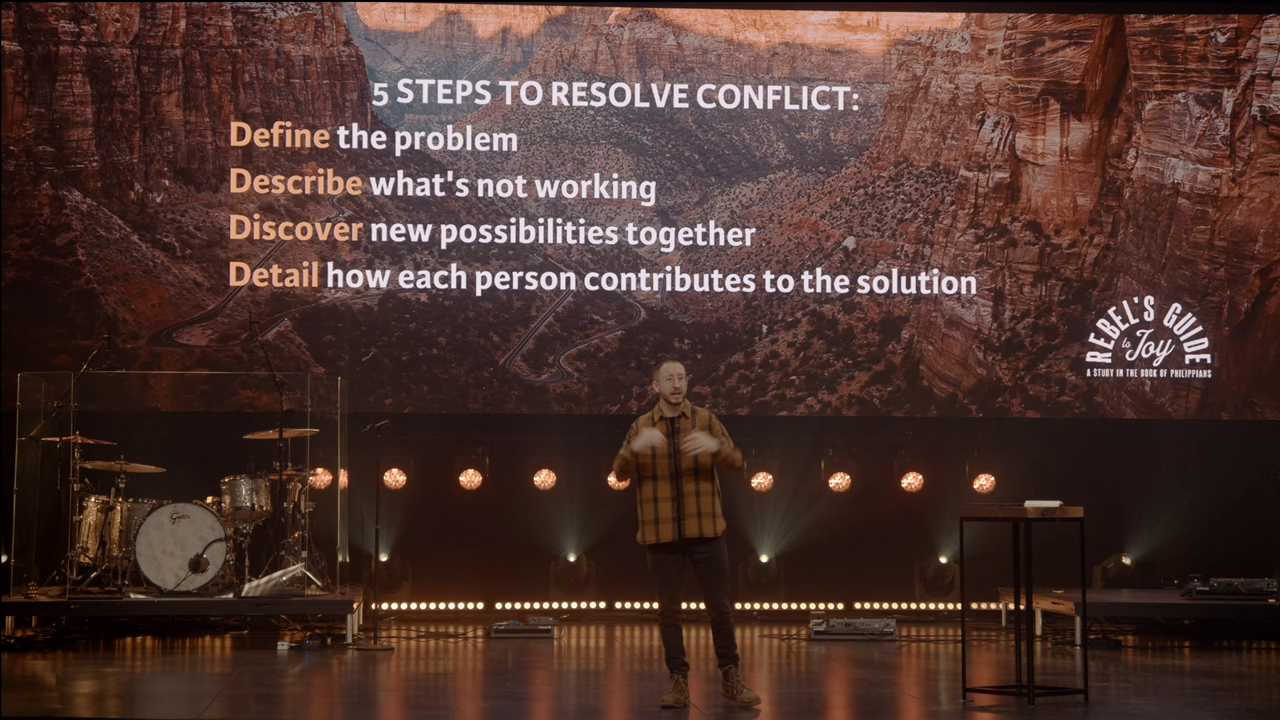 5 STEPS TO RESOLVE CONFLICT:
Define the problem
Describe what's not working
Discover new possibilities together
Detail how each person contributes to the solution
REBEL'S GUIDE
to Joy
A STUDY IN THE BOOK OF PHILIPPIANS
Gretsch